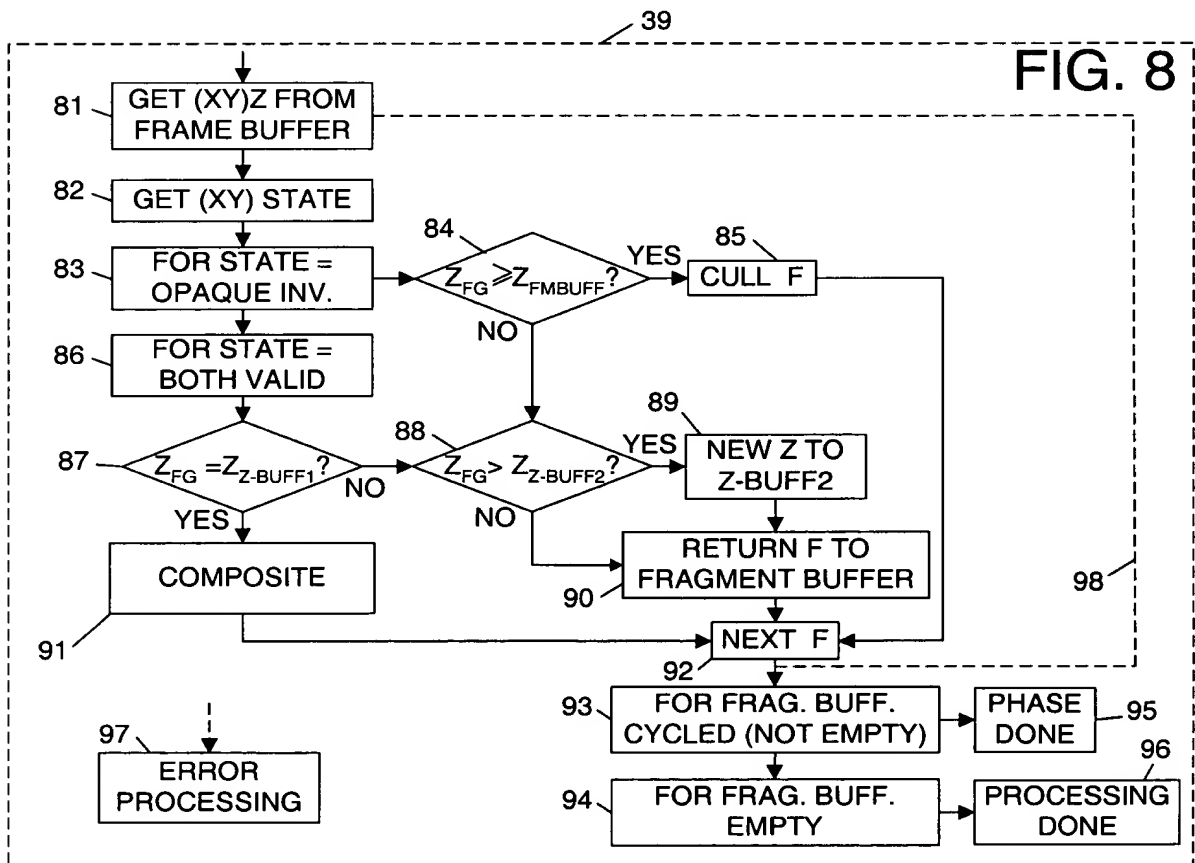 39
FIG. 8
81
GET (XY)Z FROM
FRAME BUFFER
82
GET (XY) STATE
83
FOR STATE =
OPAQUE INV.
84
Z_FG ⩾ Z_FMBUFF?
YES
NO
85
CULL F
86
FOR STATE =
BOTH VALID
87
Z_FG = Z_Z-BUFF1?
NO
YES
88
Z_FG > Z_Z-BUFF2?
YES
NO
89
NEW Z TO
Z-BUFF2
RETURN F TO
FRAGMENT BUFFER
90
COMPOSITE
91
NEXT F
92
98
93
FOR FRAG. BUFF.
CYCLED (NOT EMPTY)
PHASE
DONE
95
94
FOR FRAG. BUFF.
EMPTY
96
PROCESSING
DONE
97
ERROR
PROCESSING